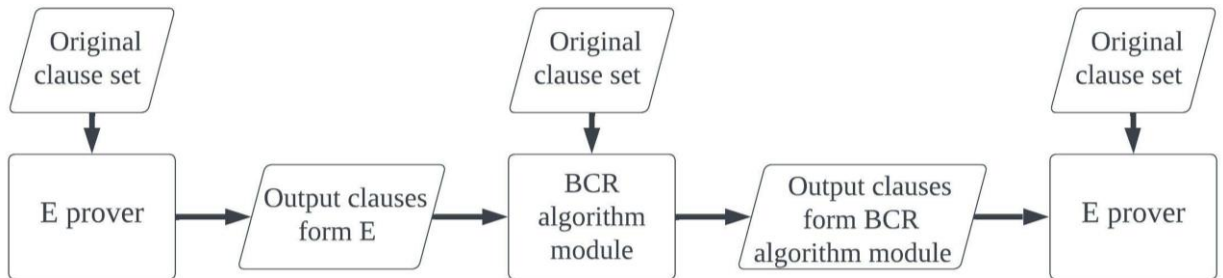 Original
clause set
Original
clause set
Original
clause set
E prover
Output clauses
form E
BCR
algorithm
module
Output clauses
form BCR
algorithm module
E prover